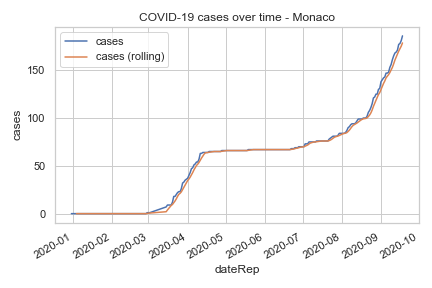 COVID-19 cases over time - Monaco
cases
cases (rolling)
150
100
50
0
cases
2020-01
2020-02
2020-03
2020-04
2020-05
2020-06
2020-07
2020-08
2020-09
2020-10
dateRep